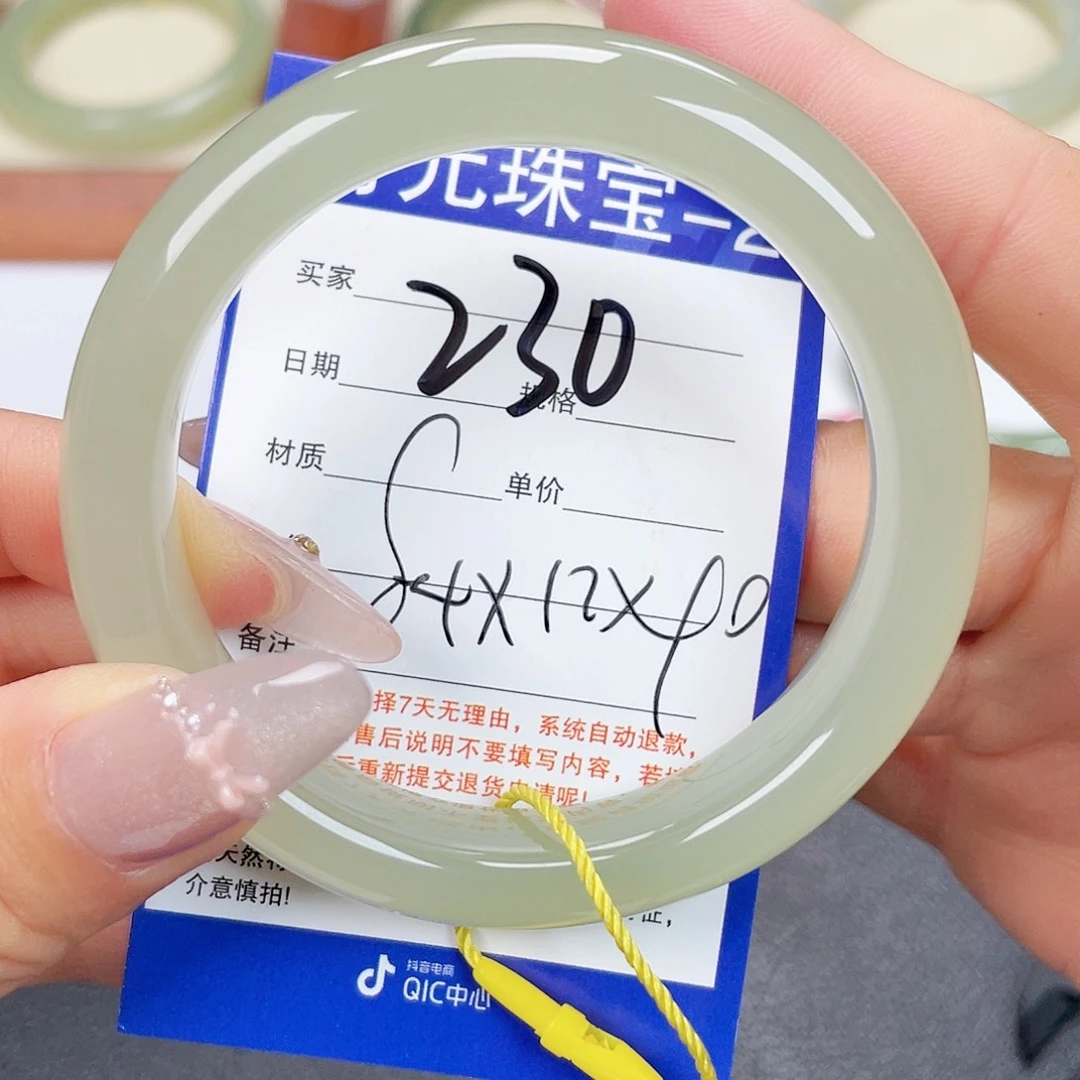 元珠宝-2
买家
230
日期
规格
材质
单价
54X12X90
备注
择7天无理由，系统自动退款，
售后说明不要填写内容，若
重新提交退货申请呢！
天然
介意慎拍!
抖音电商
QIC中心